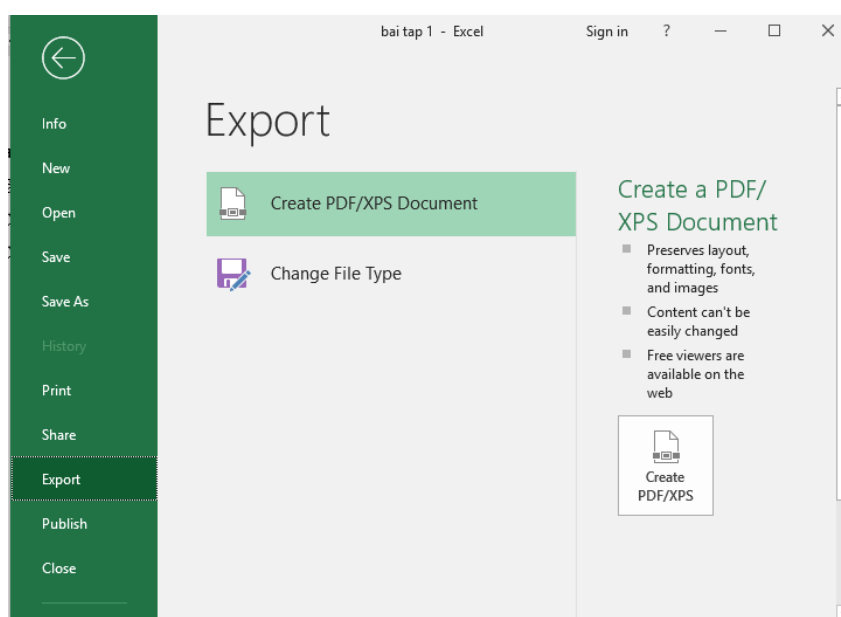 bai tap 1 - Excel
Sign in
?
Info
New
Open
Save
Save As
History
Print
Share
Export
Publish
Close
Export
Create PDF/XPS Document
Change File Type
Create a PDF/
XPS Document
Preserves layout,
formatting, fonts,
and images
Content can't be
easily changed
Free viewers are
available on the
web
Create
PDF/XPS